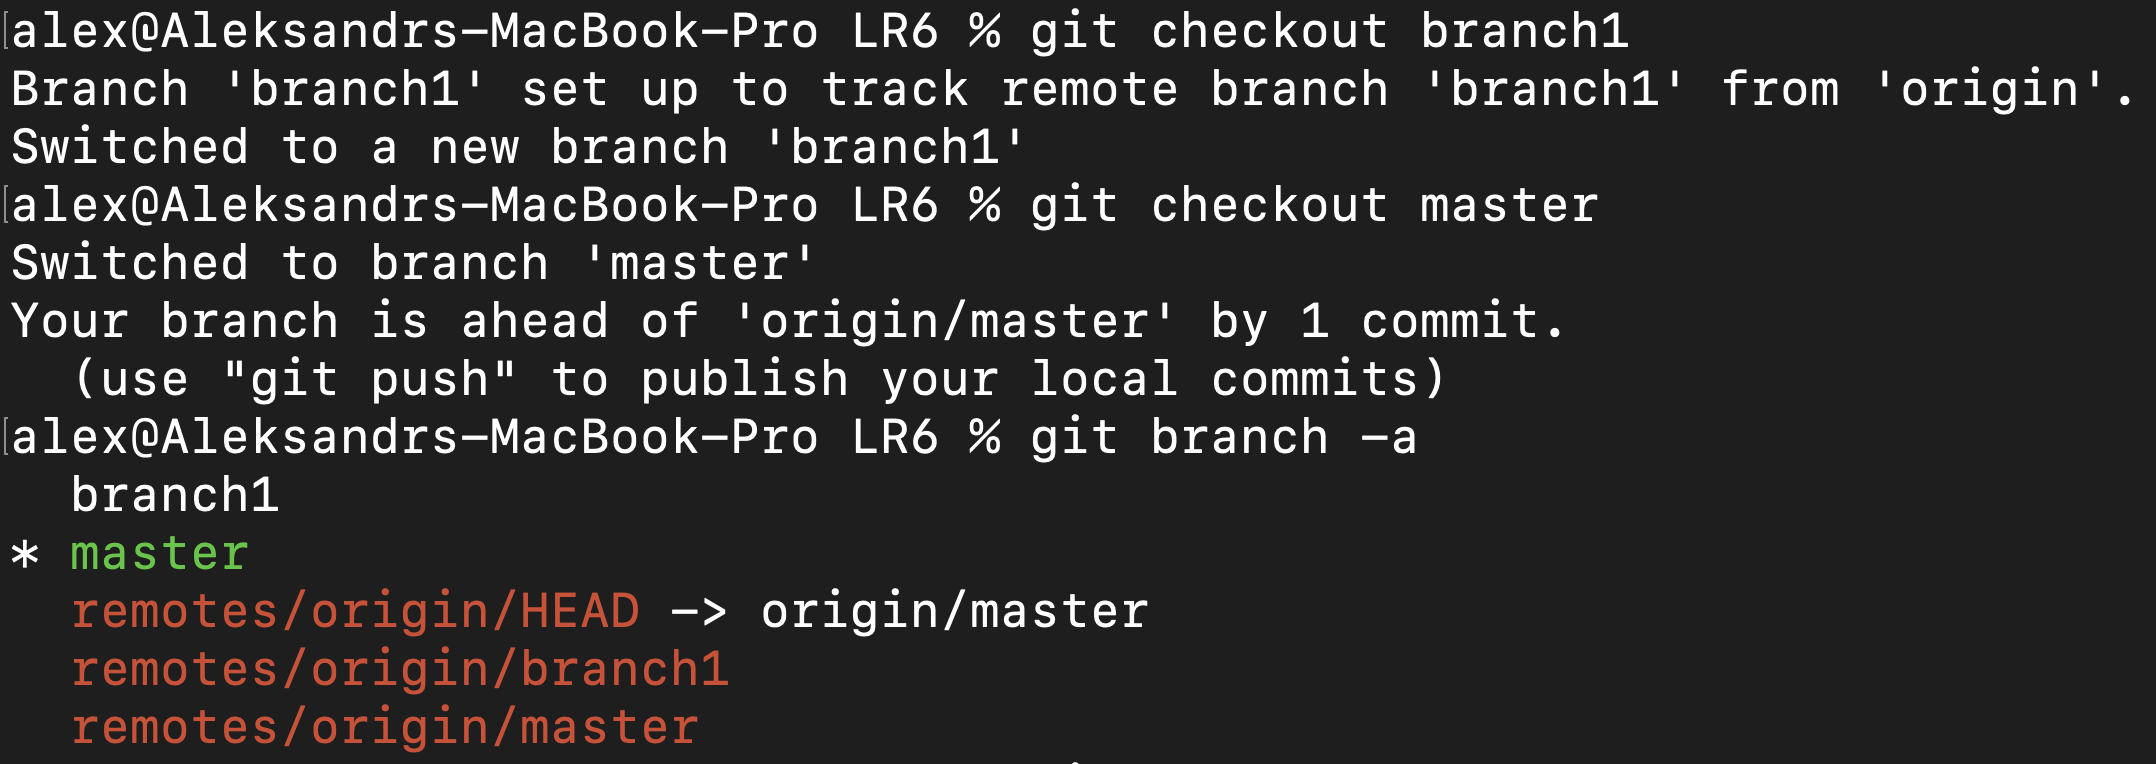 [alex@Aleksandrs-MacBook-Pro LR6 % git checkout branch1
Branch 'branch1' set up to track remote branch 'branch1' from 'origin'.
Switched to a new branch 'branch1'
[alex@Aleksandrs-MacBook-Pro LR6 % git checkout master
Switched to branch 'master'
Your branch is ahead of 'origin/master' by 1 commit.
  (use "git push" to publish your local commits)
[alex@Aleksandrs-MacBook-Pro LR6 % git branch -a
  branch1
* master
  remotes/origin/HEAD -> origin/master
  remotes/origin/branch1
  remotes/origin/master